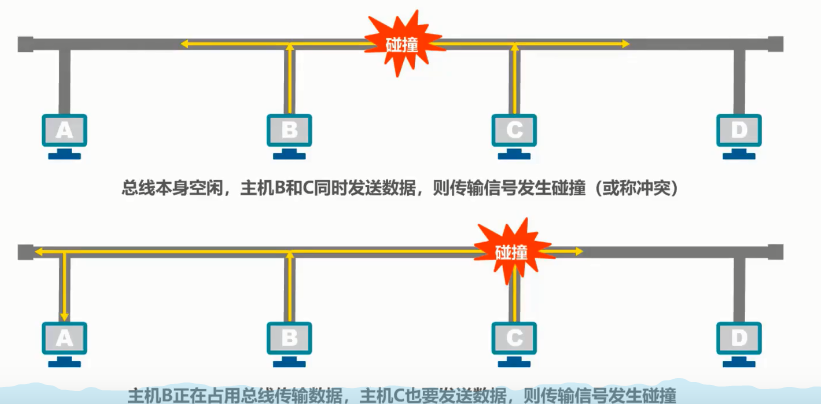 碰撞
A
B
C
D
总线本身空闲，主机B和C同时发送数据，则传输信号发生碰撞（或称冲突）
碰撞
A
B
C
D
主机B正在占用总线传输数据，主机C也要发送数据，则传输信号发生碰撞